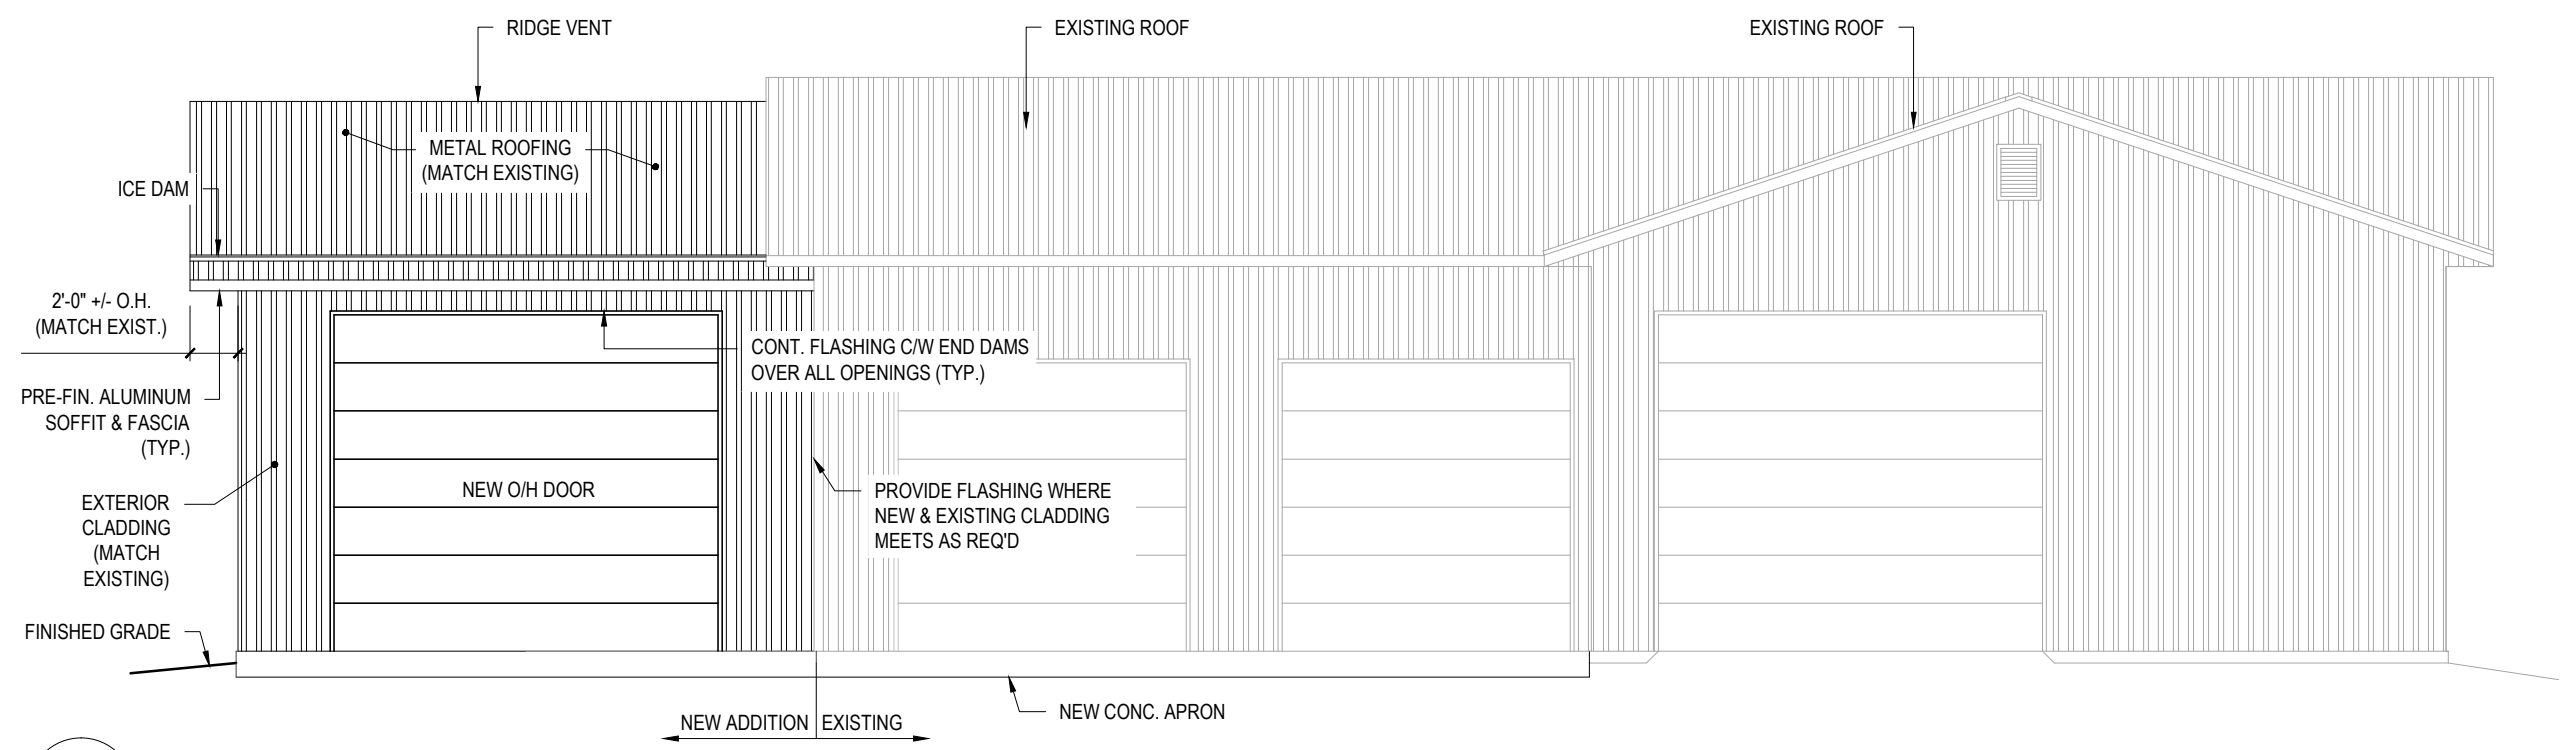 RIDGE VENT
EXISTING ROOF
EXISTING ROOF
METAL ROOFING
(MATCH EXISTING)
ICE DAM
2'-0" +/- O.H.
(MATCH EXIST.)
CONT. FLASHING C/W END DAMS
OVER ALL OPENINGS (TYP.)
PRE-FIN. ALUMINUM
SOFFIT & FASCIA
(TYP.)
NEW O/H DOOR
PROVIDE FLASHING WHERE
NEW & EXISTING CLADDING
MEETS AS REQ'D
EXTERIOR
CLADDING
(MATCH
EXISTING)
FINISHED GRADE
NEW CONC. APRON
NEW ADDITION
EXISTING